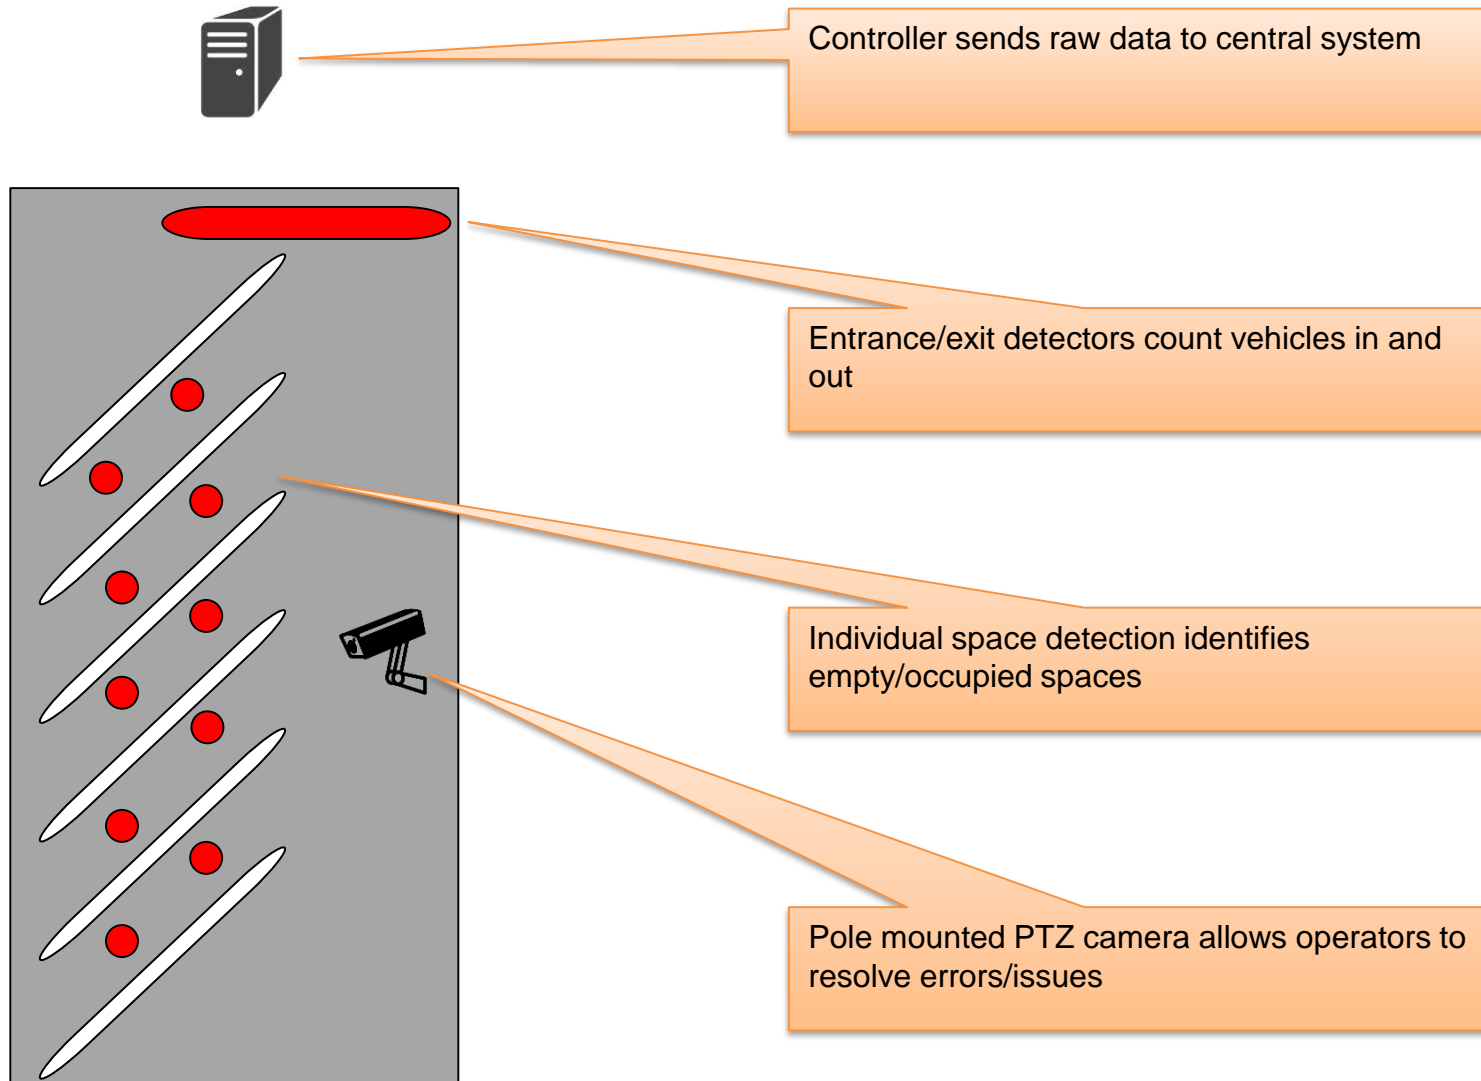 Controller sends raw data to central system
Entrance/exit detectors count vehicles in and
out
Individual space detection identifies
empty/occupied spaces
Pole mounted PTZ camera allows operators to
resolve errors/issues